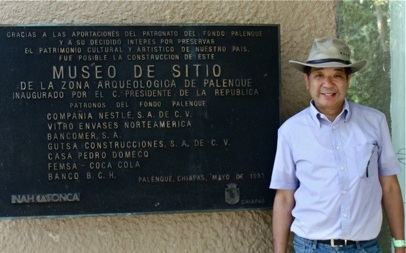 GRACIAS A LAS APORTACIONES DEL PATRONATO DEL FONDO PALENQUE
Y A SU DECIDIDO INTERES POR PRESERVAR
EL PATRIMONIO CULTURAL Y ARTISTICO DE NUESTRO PAIS,
FUE POSIBLE LA CONSTRUCCION DE ESTE
MUSEO DE SITIO
DE LA ZONA ARQUEOLOGICA DE PALENQUE
INAUGURADO POR EL C. PRESIDENTE DE LA REPUBLICA
PATRONOS DEL FONDO PALENQUE
COMPAÑIA NESTLE, S.A. DE C.V.
VITRO ENVASES NORTEAMERICA
BANCOMER, S.A.
GUTSA CONSTRUCCIONES, S.A. DE C.V.
CASA PEDRO DOMECQ
FEMSA - COCA COLA
BANCO B.C.H.
PALENQUE, CHIAPAS, MAYO DE 1993
INAH SONCA
CHIAPAS